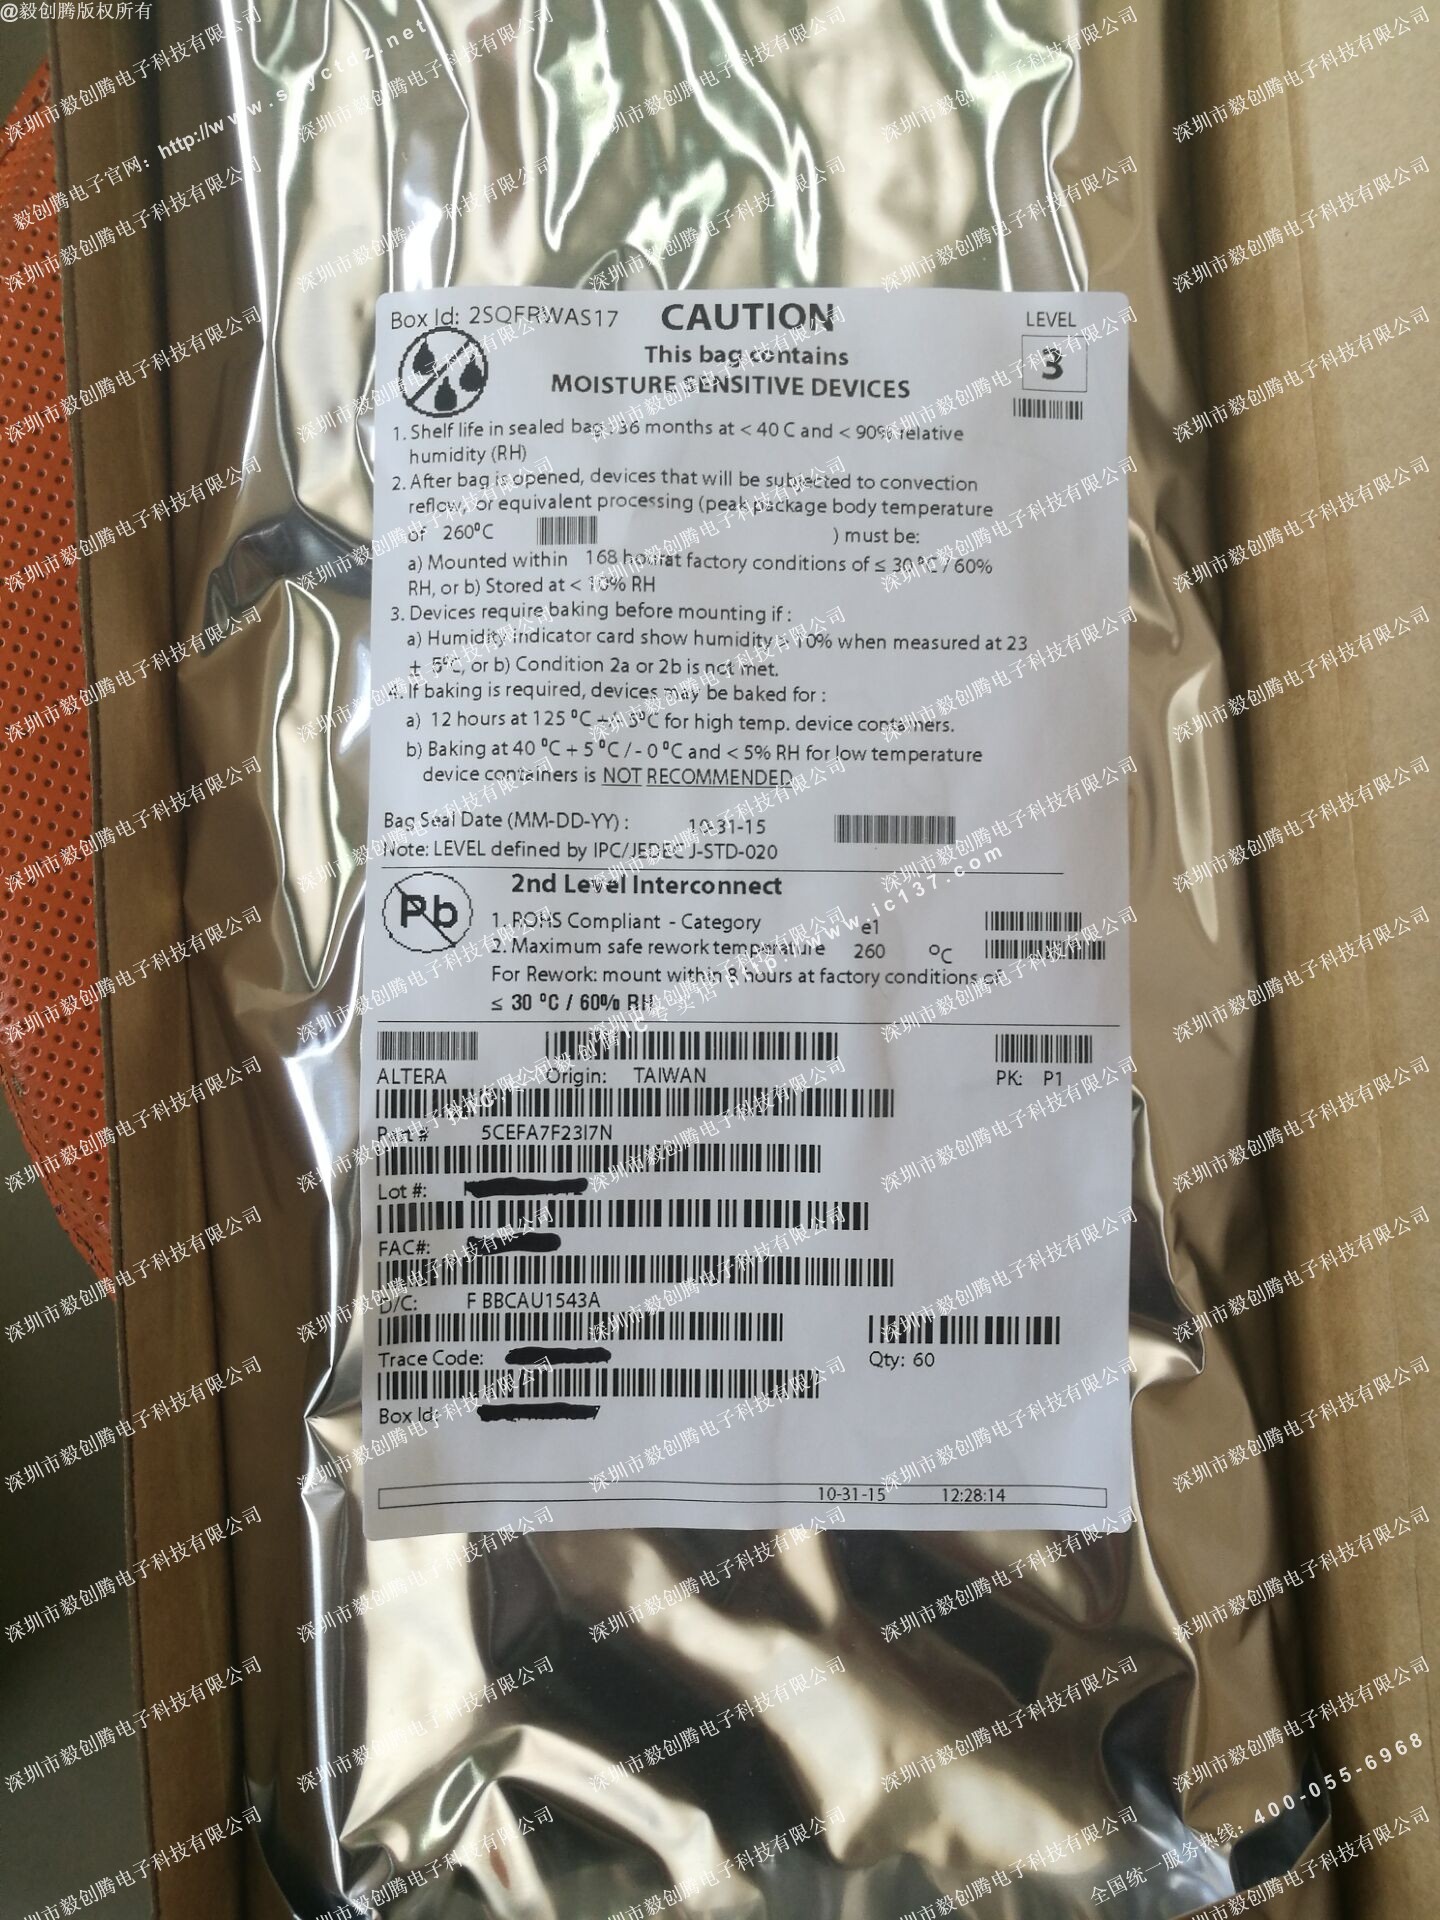 @毅创腾版权所有
毅创腾电子官网：http://www.szyctdz.net
深圳市毅创腾电子科技有限公司
Box Id: 2SQFRWAS17
CAUTION
LEVEL
3
This bag contains
MOISTURE SENSITIVE DEVICES
1. Shelf life in sealed bag: 36 months at < 40 C and < 90% relative
humidity (RH)
2. After bag is opened, devices that will be subjected to convection
reflow, or equivalent processing (peak package body temperature
of 260⁰C ) must be:
a) Mounted within 168 hours at factory conditions of ≤ 30 ⁰C / 60%
RH, or b) Stored at < 10% RH
3. Devices require baking before mounting if :
a) Humidity indicator card show humidity > 10% when measured at 23
± 5⁰C, or b) Condition 2a or 2b is not met.
4. If baking is required, devices may be baked for :
a) 12 hours at 125 ⁰C +/- 5⁰C for high temp. device containers.
b) Baking at 40 ⁰C + 5 ⁰C / - 0 ⁰C and < 5% RH for low temperature
device containers is NOT RECOMMENDED
Bag Seal Date (MM-DD-YY) : 10-31-15
Note: LEVEL defined by IPC/JEDEC J-STD-020
Pb
2nd Level Interconnect
1. ROHS Compliant - Category e1
2. Maximum safe rework temperature 260 ⁰C
For Rework: mount within 8 hours at factory conditions of
≤ 30 ⁰C / 60% RH
ALTERA
Origin: TAIWAN
PK: P1
Part # 5CEFA7F23I7N
Lot #:
FAC#:
D/C: F BBCAU1543A
Trace Code:
Qty: 60
Box Id:
10-31-15 12:28:14
全国统一服务热线：400-055-6968